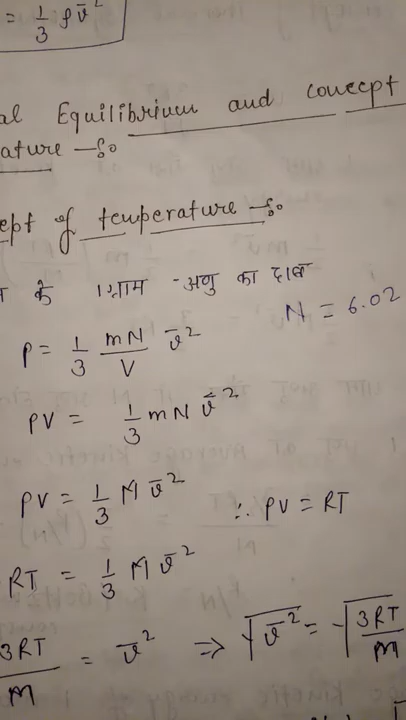 = 1/3 ρv̄²
al Equilibrium and concept
ature :-
ept of temperature :-
के 1 ग्राम - अणु का दाब
N = 6.02
P = 1/3 mN/V v̄²
PV = 1/3 mN v̄²
PV = 1/3 M v̄²
∴ PV = RT
RT = 1/3 M v̄²
3RT/M = v̄² ⇒ √v̄² = √3RT/M